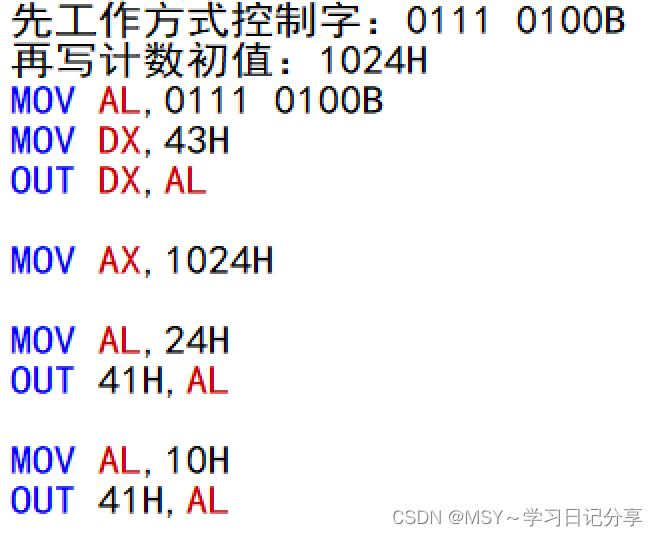 先工作方式控制字：0111 0100B
再写计数初值：1024H
MOV AL,0111 0100B
MOV DX,43H
OUT DX,AL
MOV AX,1024H
MOV AL,24H
OUT 41H,AL
MOV AL,10H
OUT 41H,AL
CSDN @MSY～学习日记分享